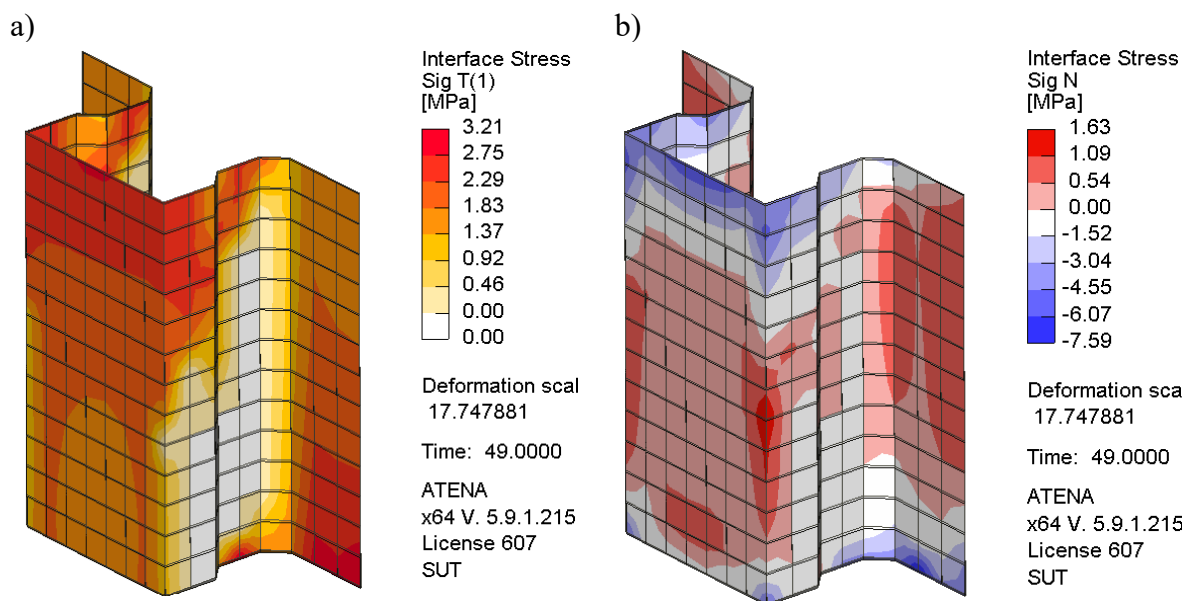 a)
Interface Stress
Sig T(1)
[MPa]
3.21
2.75
2.29
1.83
1.37
0.92
0.46
0.00
0.00
Deformation scal
17.747881
Time: 49.0000
ATENA
x64 V. 5.9.1.215
License 607
SUT
b)
Interface Stress
Sig N
[MPa]
1.63
1.09
0.54
0.00
-1.52
-3.04
-4.55
-6.07
-7.59
Deformation scal
17.747881
Time: 49.0000
ATENA
x64 V. 5.9.1.215
License 607
SUT